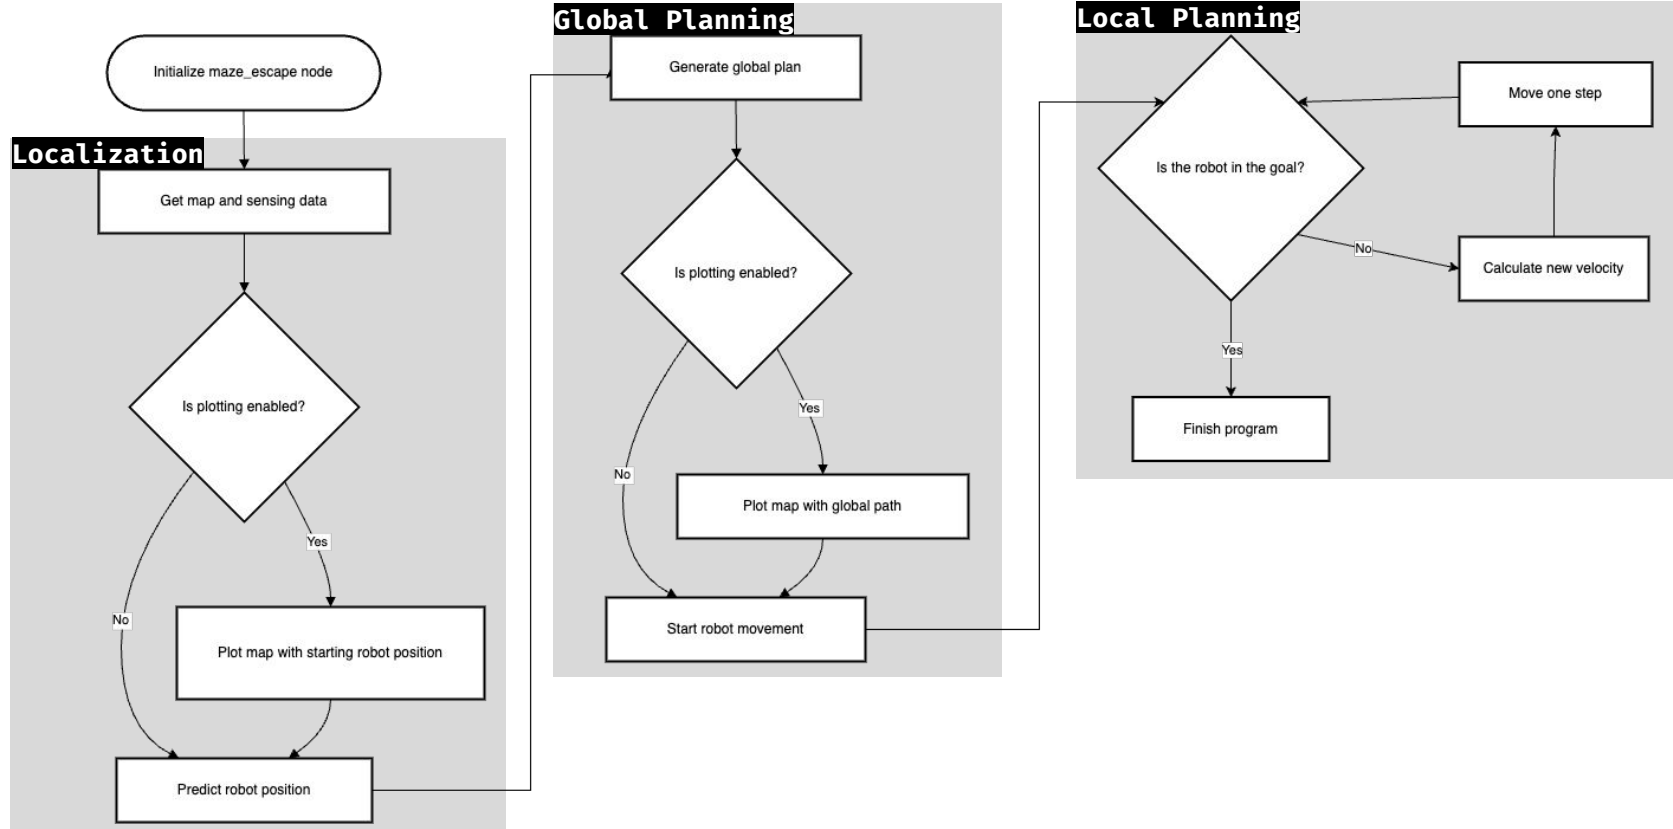 Initialize maze_escape node
Localization
Get map and sensing data
Is plotting enabled?
Yes
No
Plot map with starting robot position
Predict robot position
Global Planning
Generate global plan
Is plotting enabled?
Yes
No
Plot map with global path
Start robot movement
Local Planning
Move one step
Is the robot in the goal?
No
Calculate new velocity
Yes
Finish program